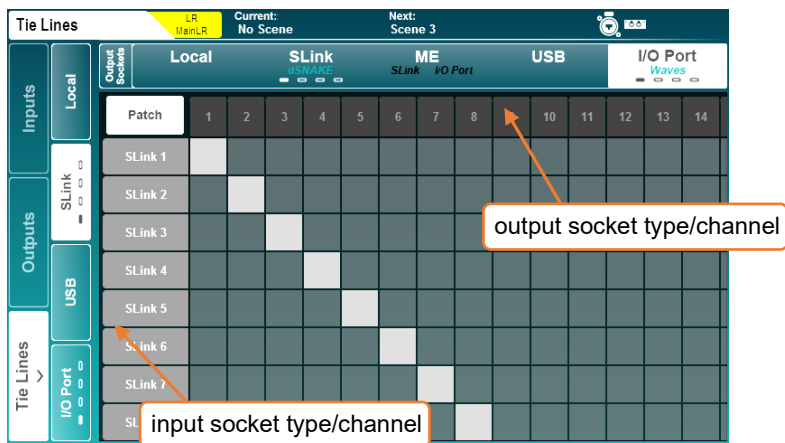 Tie Lines
LR
MainLR
Current:
No Scene
Next:
Scene 3
Inputs
Outputs
Tie Lines
Local
SLink
USB
I/O Port
Output
Sockets
Local
SLink
dSNAKE
ME
SLink I/O Port
USB
I/O Port
Waves
Patch 1 2 3 4 5 6 7 8 10 11 12 13 14
SLink 1
SLink 2
SLink 3
SLink 4
SLink 5
SLink 6
SLink 7
SL
output socket type/channel
input socket type/channel